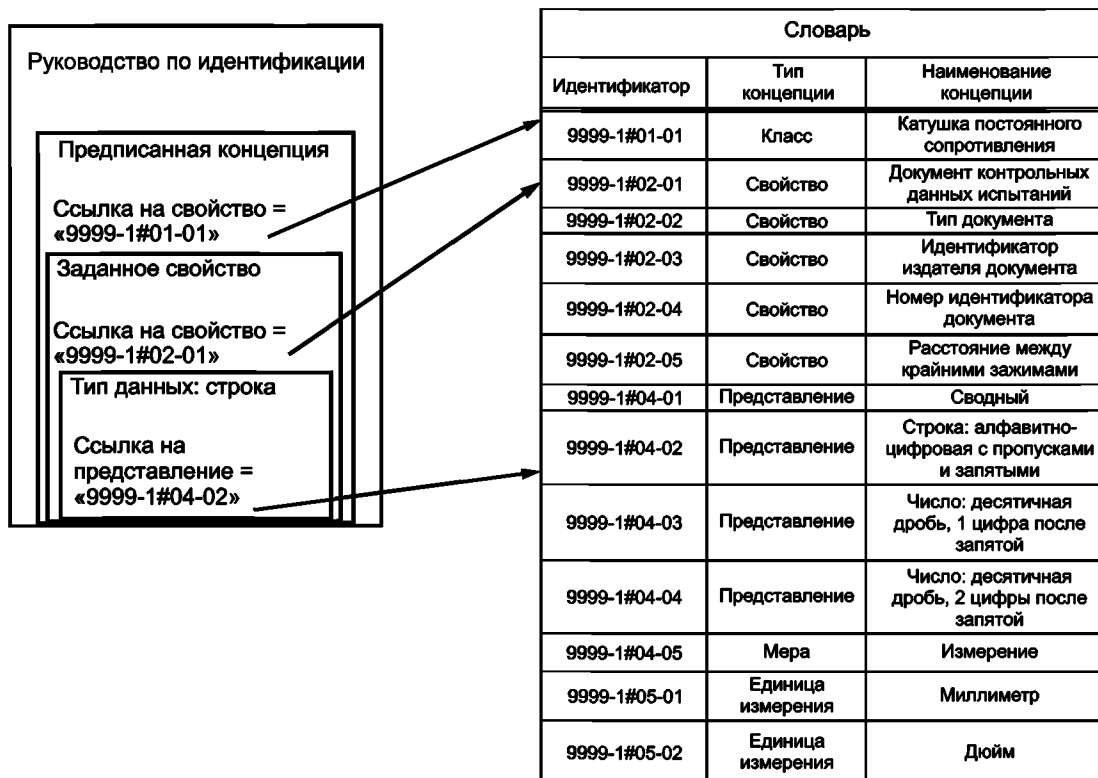 Руководство по идентификации
Предписанная концепция
Ссылка на свойство =
«9999-1#01-01»
Заданное свойство
Ссылка на свойство =
«9999-1#02-01»
Тип данных: строка
Ссылка на
представление =
«9999-1#04-02»
Словарь
Идентификатор
Тип
концепции
Наименование
концепции
9999-1#01-01
Класс
Катушка постоянного
сопротивления
9999-1#02-01
Свойство
Документ контрольных
данных испытаний
9999-1#02-02
Свойство
Тип документа
9999-1#02-03
Свойство
Идентификатор
издателя документа
9999-1#02-04
Свойство
Номер идентификатора
документа
9999-1#02-05
Свойство
Расстояние между
крайними зажимами
9999-1#04-01
Представление
Сводный
9999-1#04-02
Представление
Строка: алфавитно-
цифровая с пропусками
и запятыми
9999-1#04-03
Представление
Число: десятичная
дробь, 1 цифра после
запятой
9999-1#04-04
Представление
Число: десятичная
дробь, 2 цифры после
запятой
9999-1#04-05
Мера
Измерение
9999-1#05-01
Единица
измерения
Миллиметр
9999-1#05-02
Единица
измерения
Дюйм